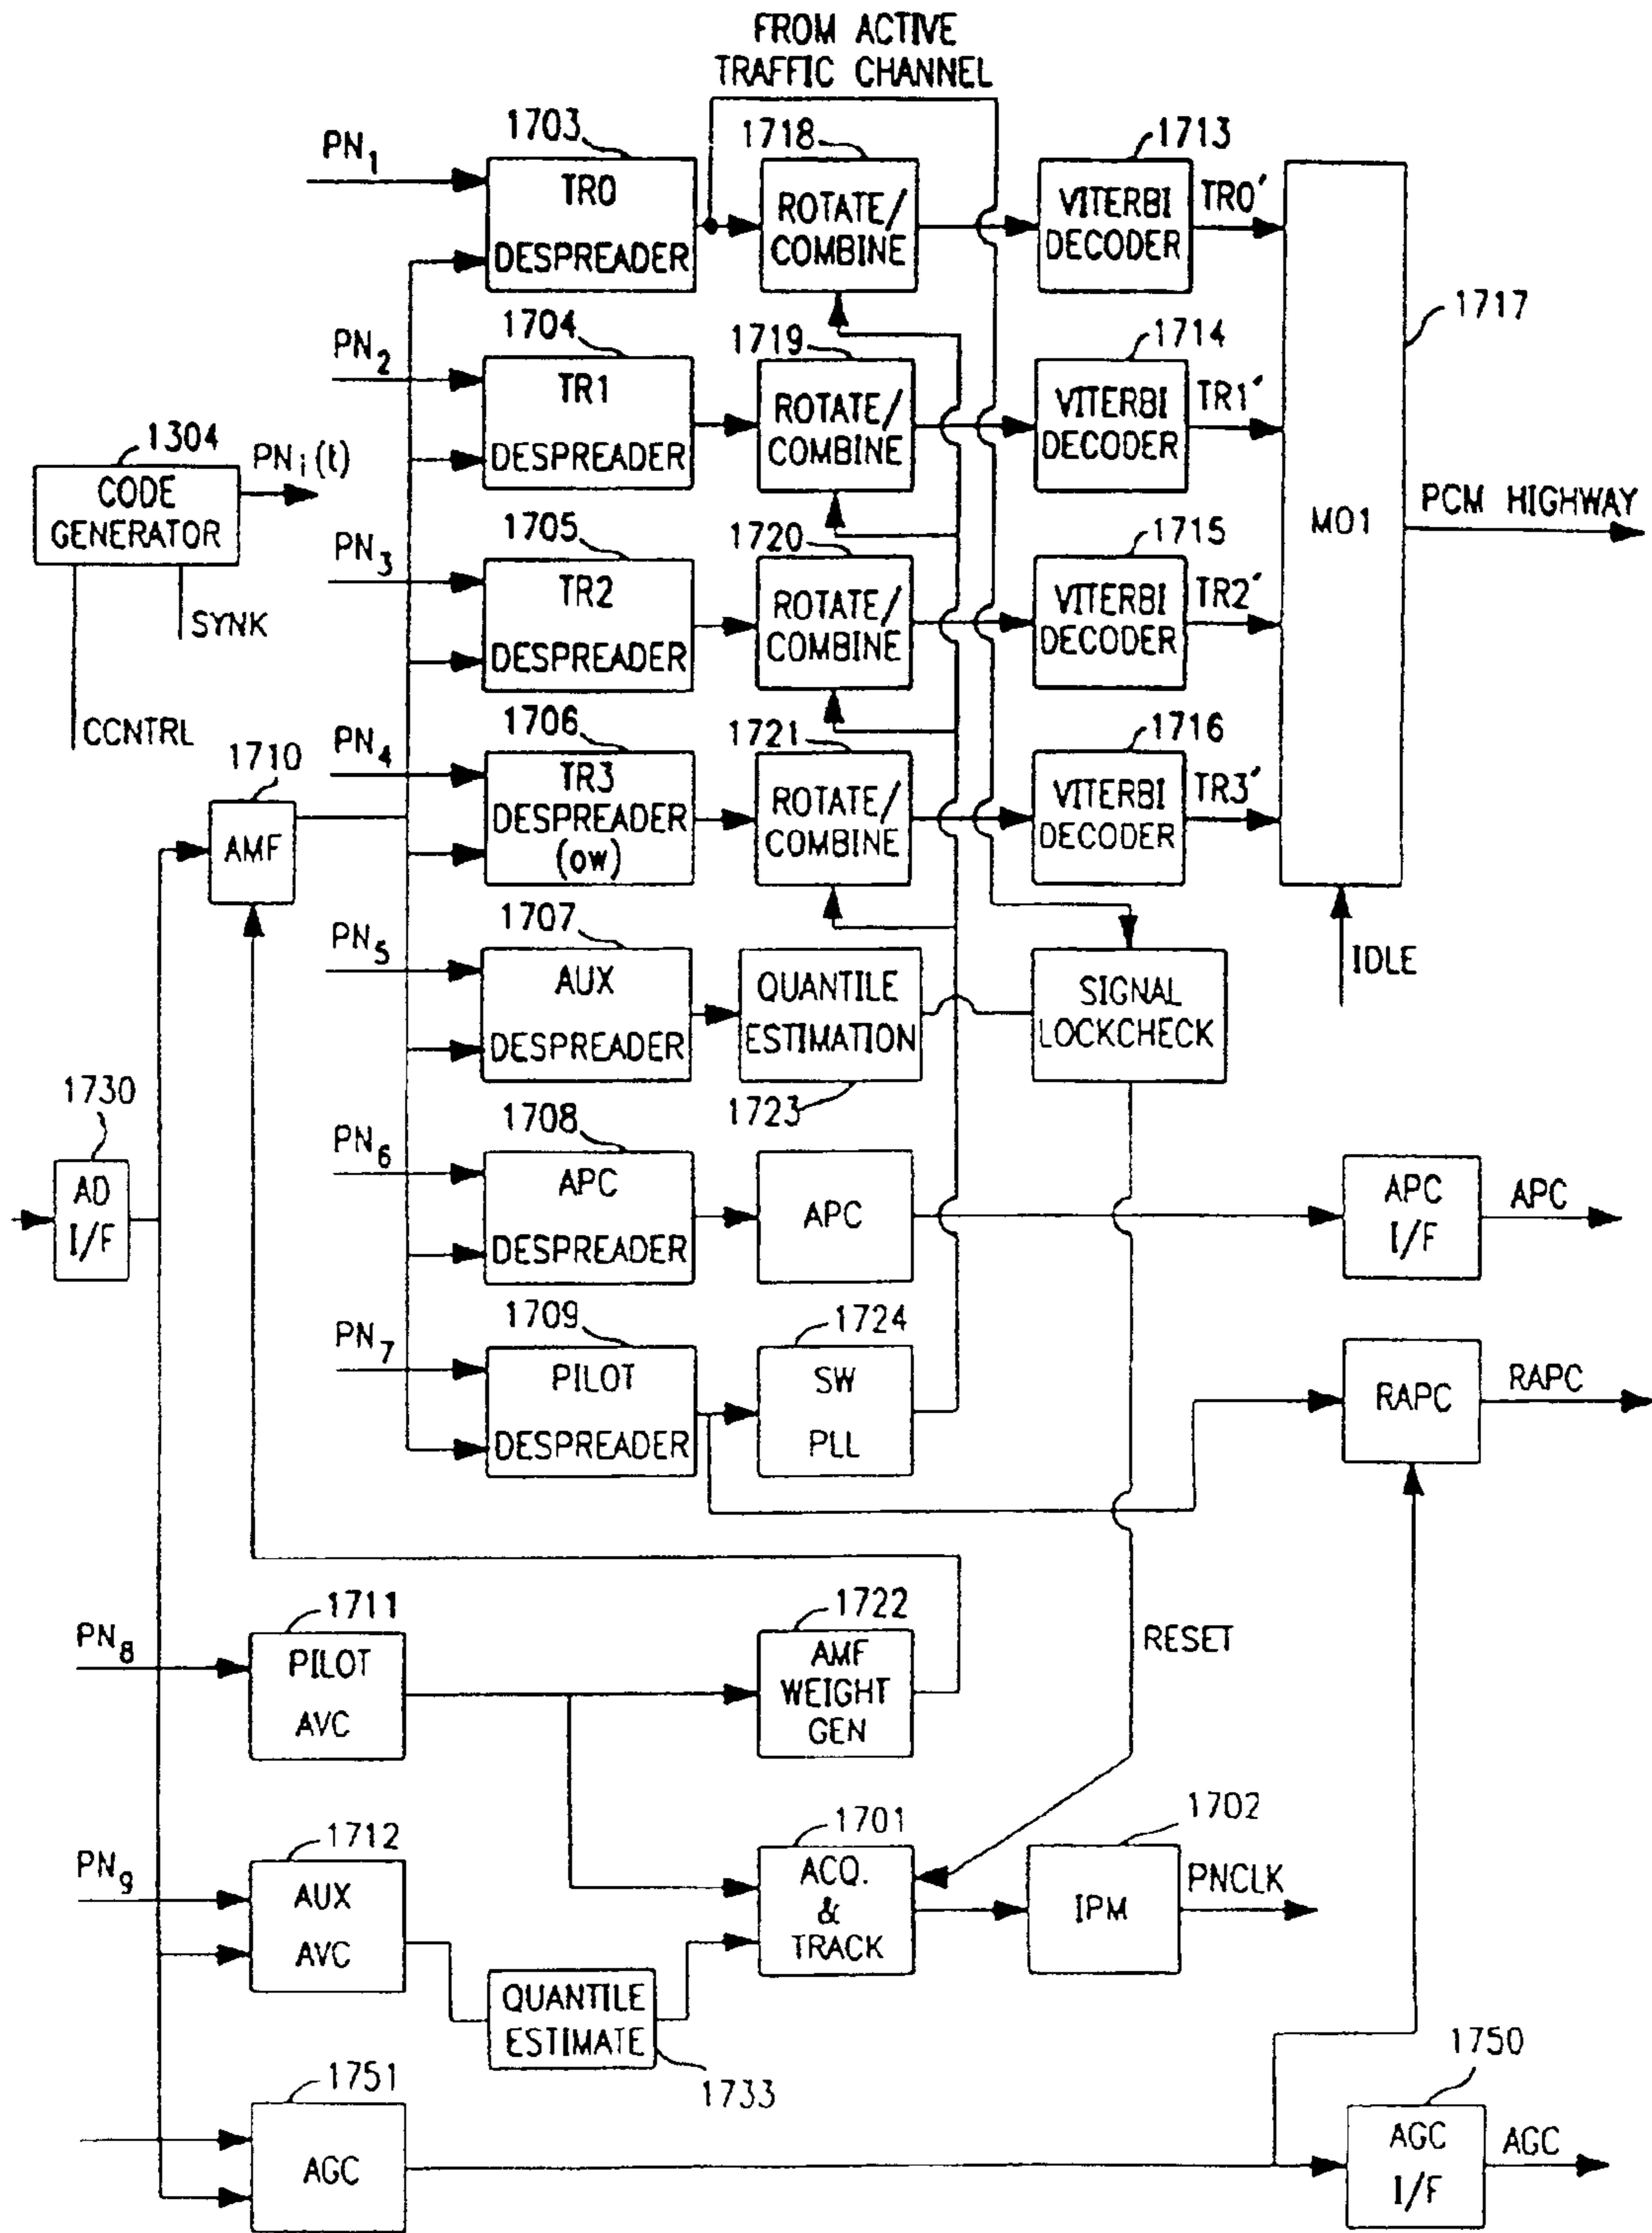 FROM ACTIVE
TRAFFIC CHANNEL
1703
1718
1713
PN1
TR0
DESPREADER
ROTATE/
COMBINE
VITERBI
DECODER
TR0′
1717
1704
1719
1714
PN2
TR1
DESPREADER
ROTATE/
COMBINE
VITERBI
DECODER
TR1′
1304
PNi(t)
CODE
GENERATOR
SYNK
CCNTRL
MO1
PCM HIGHWAY
1705
1720
1715
PN3
TR2
DESPREADER
ROTATE/
COMBINE
VITERBI
DECODER
TR2′
1706
1721
1716
PN4
TR3
DESPREADER
(OW)
ROTATE/
COMBINE
VITERBI
DECODER
TR3′
1710
AMF
IDLE
1707
PN5
AUX
DESPREADER
QUANTILE
ESTIMATION
1723
SIGNAL
LOCKCHECK
1730
AD
I/F
1708
PN6
APC
DESPREADER
APC
APC
I/F
APC
1709
1724
PN7
PILOT
DESPREADER
SW
PLL
RAPC
RAPC
1711
1722
PN8
PILOT
AVC
AMF
WEIGHT
GEN
RESET
1712
1701
1702
PN9
AUX
AVC
ACQ.
&
TRACK
IPM
PNCLK
QUANTILE
ESTIMATE
1733
1751
AGC
1750
AGC
I/F
AGC